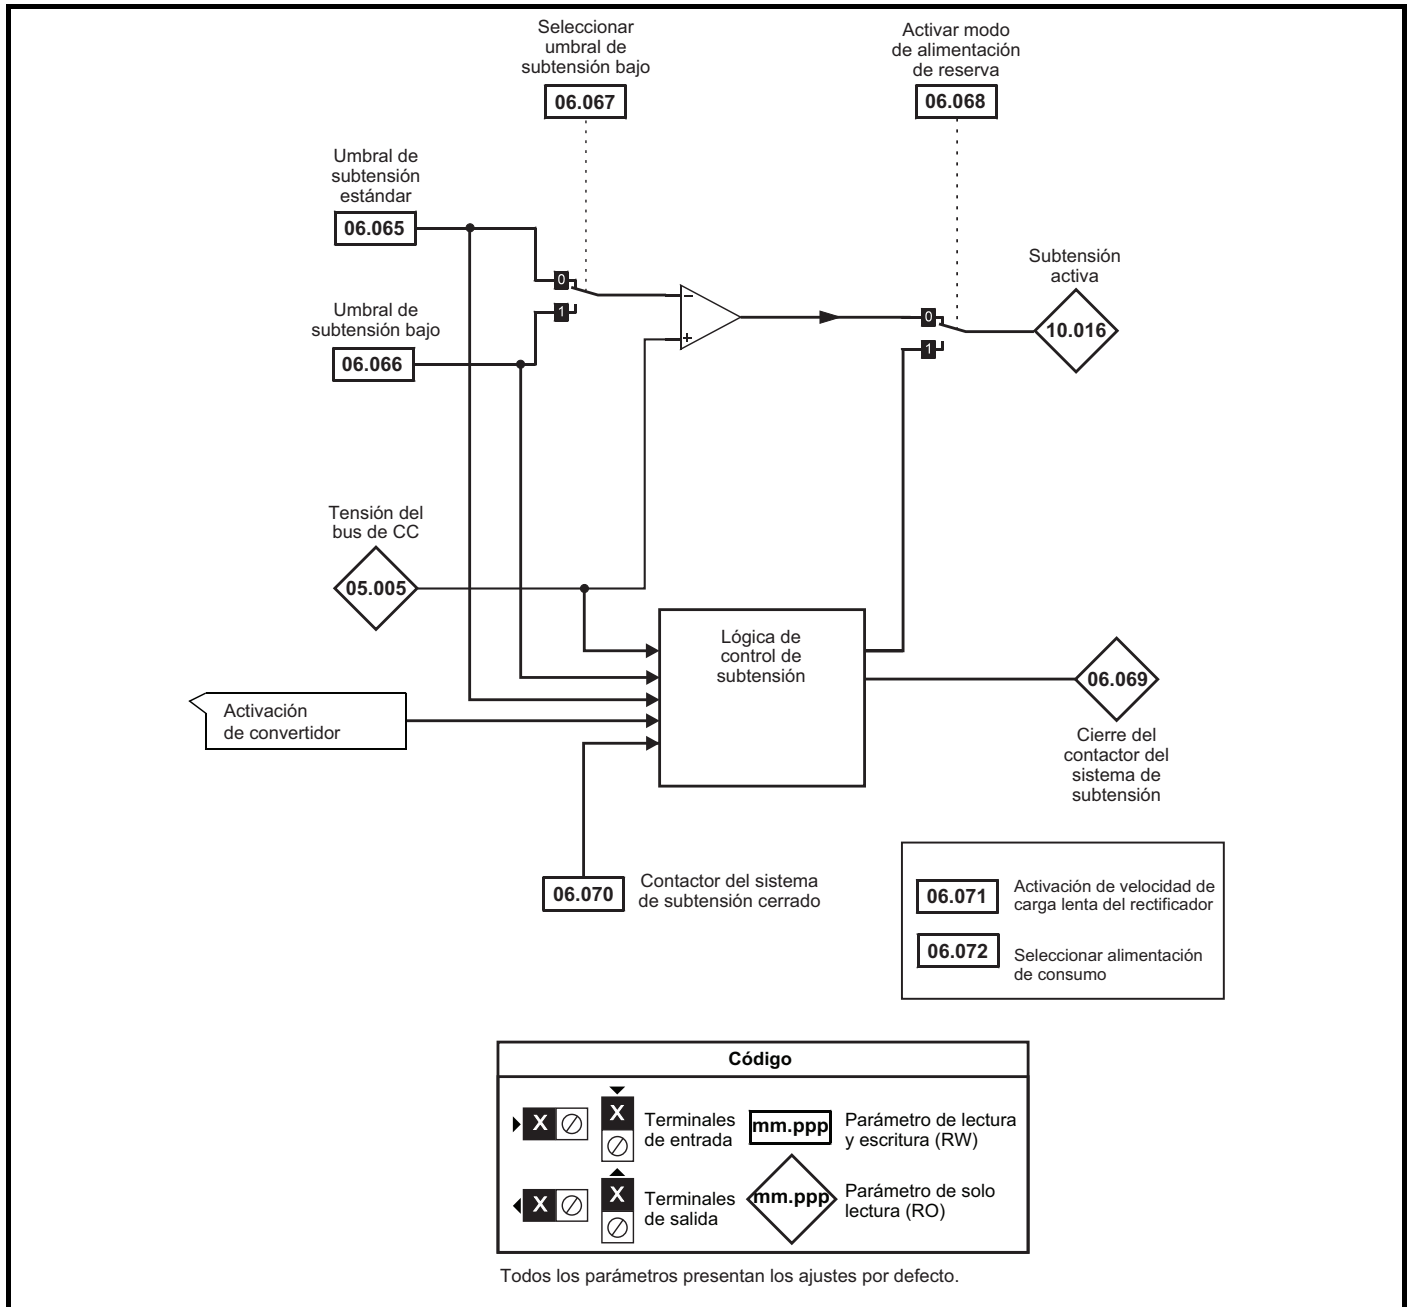 Seleccionar
umbral de
subtensión bajo
06.067
Activar modo
de alimentación
de reserva
06.068
Umbral de
subtensión
estándar
06.065
0
1
Umbral de
subtensión bajo
06.066
−
+
0
1
Subtensión
activa
10.016
Tensión del
bus de CC
05.005
Lógica de
control de
subtensión
Activación
de convertidor
06.069
Cierre del
contactor del
sistema de
subtensión
06.070
Contactor del sistema
de subtensión cerrado
06.071
Activación de velocidad de
carga lenta del rectificador
06.072
Seleccionar alimentación
de consumo
Código
X
X
Terminales
de entrada
mm.ppp
Parámetro de lectura
y escritura (RW)
X
X
Terminales
de salida
mm.ppp
Parámetro de solo
lectura (RO)
Todos los parámetros presentan los ajustes por defecto.